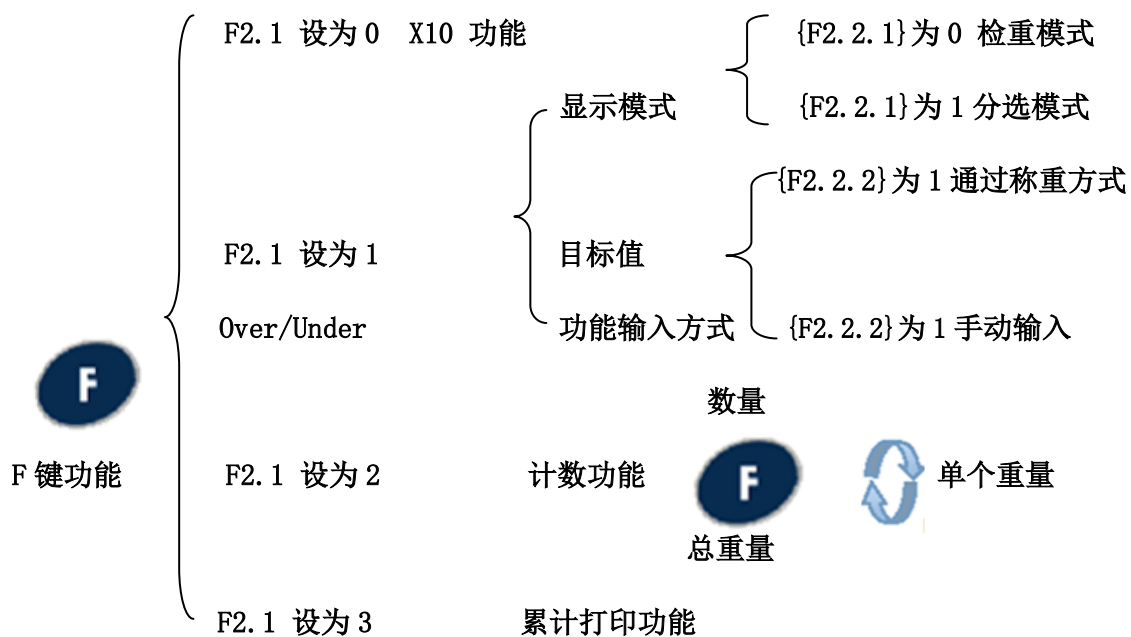 F2.1 设为0 X10 功能
{F2.2.1}为0 检重模式
显示模式
{F2.2.1}为1分选模式
{F2.2.2}为1通过称重方式
F2.1 设为1
目标值
Over/Under
功能输入方式
{F2.2.2}为1手动输入
F
数量
F键功能
F2.1 设为2
计数功能
F
单个重量
总重量
F2.1 设为3
累计打印功能